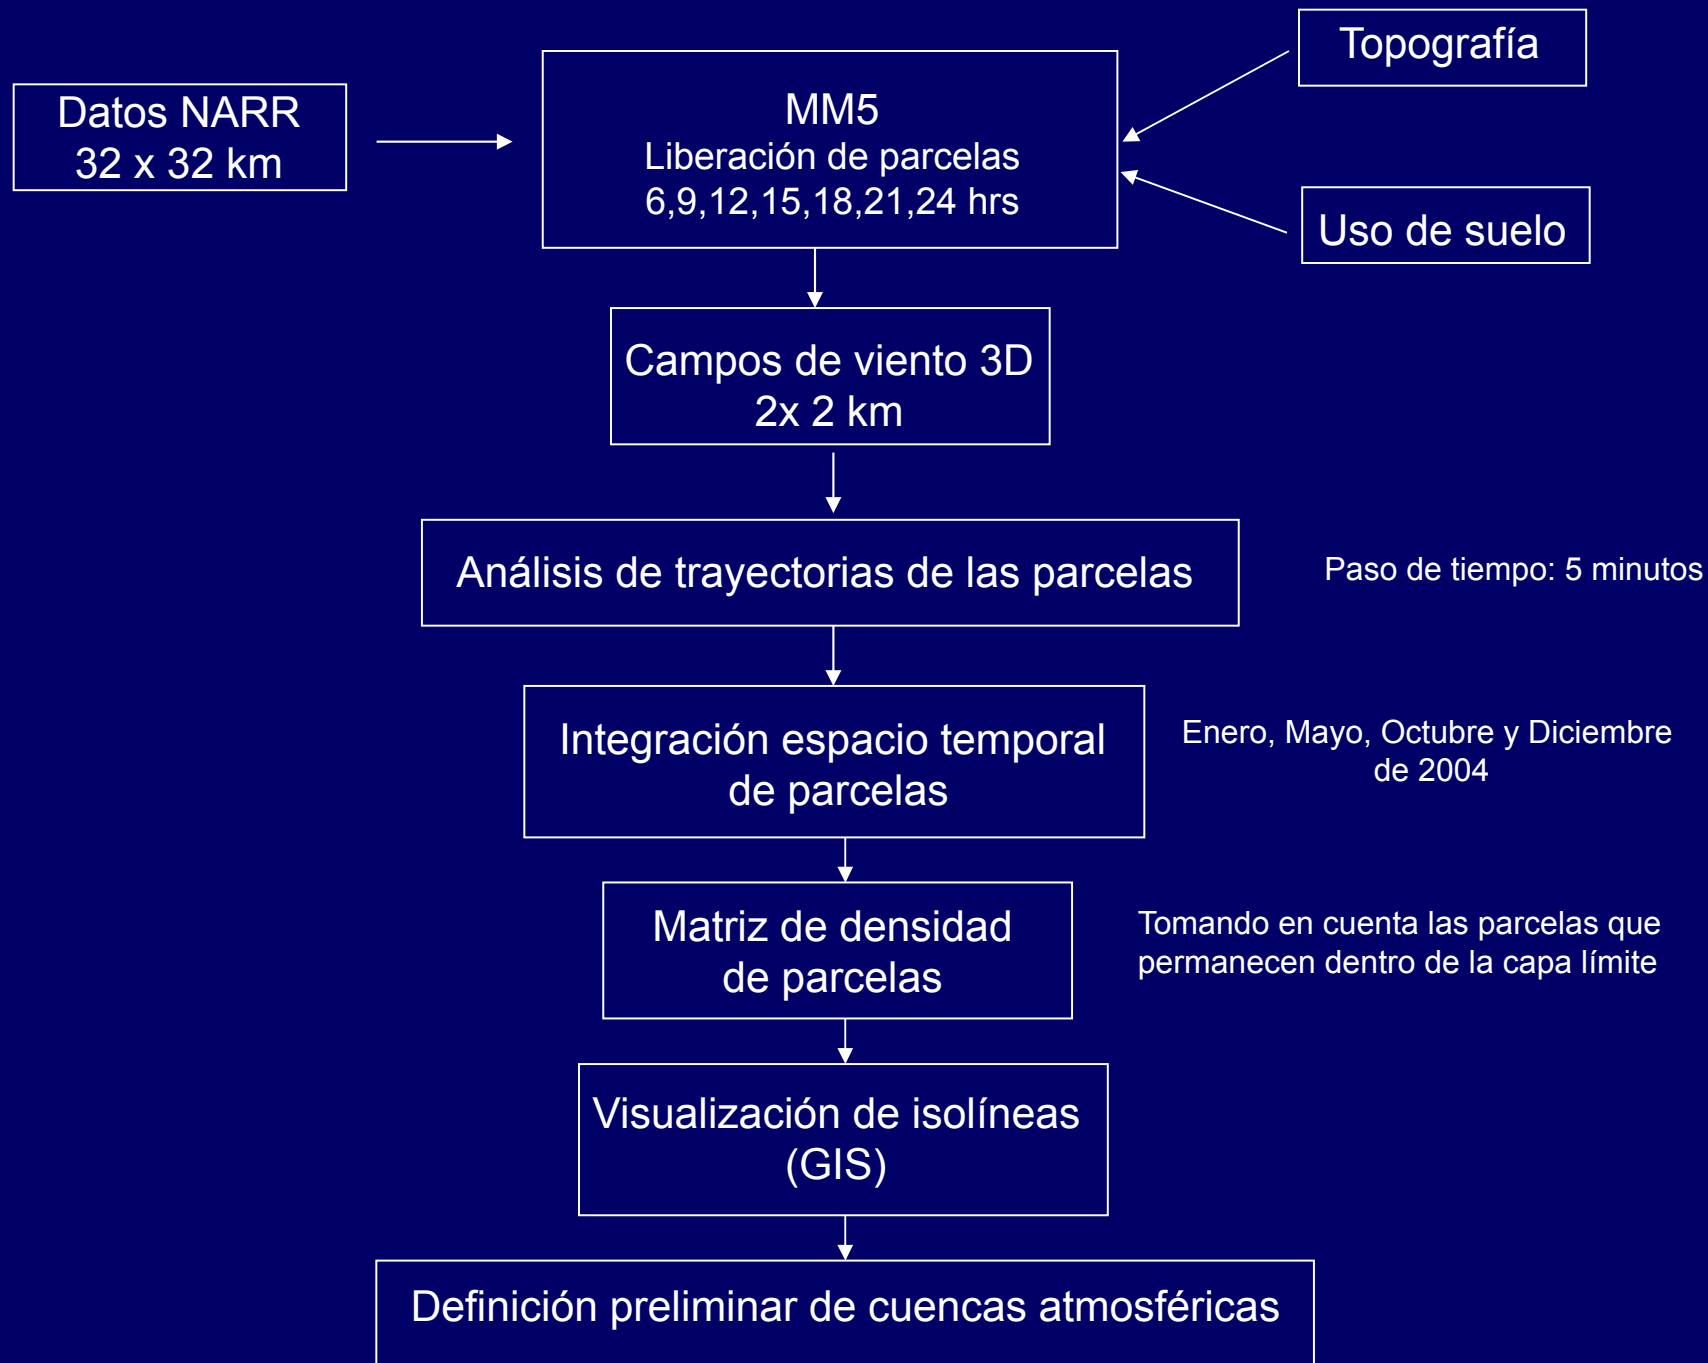 Topografía
Datos NARR
32 x 32 km
MM5
Liberación de parcelas
6,9,12,15,18,21,24 hrs
Uso de suelo
Campos de viento 3D
2x 2 km
Análisis de trayectorias de las parcelas
Paso de tiempo: 5 minutos
Integración espacio temporal
de parcelas
Enero, Mayo, Octubre y Diciembre
de 2004
Matriz de densidad
de parcelas
Tomando en cuenta las parcelas que
permanecen dentro de la capa límite
Visualización de isolíneas
(GIS)
Definición preliminar de cuencas atmosféricas